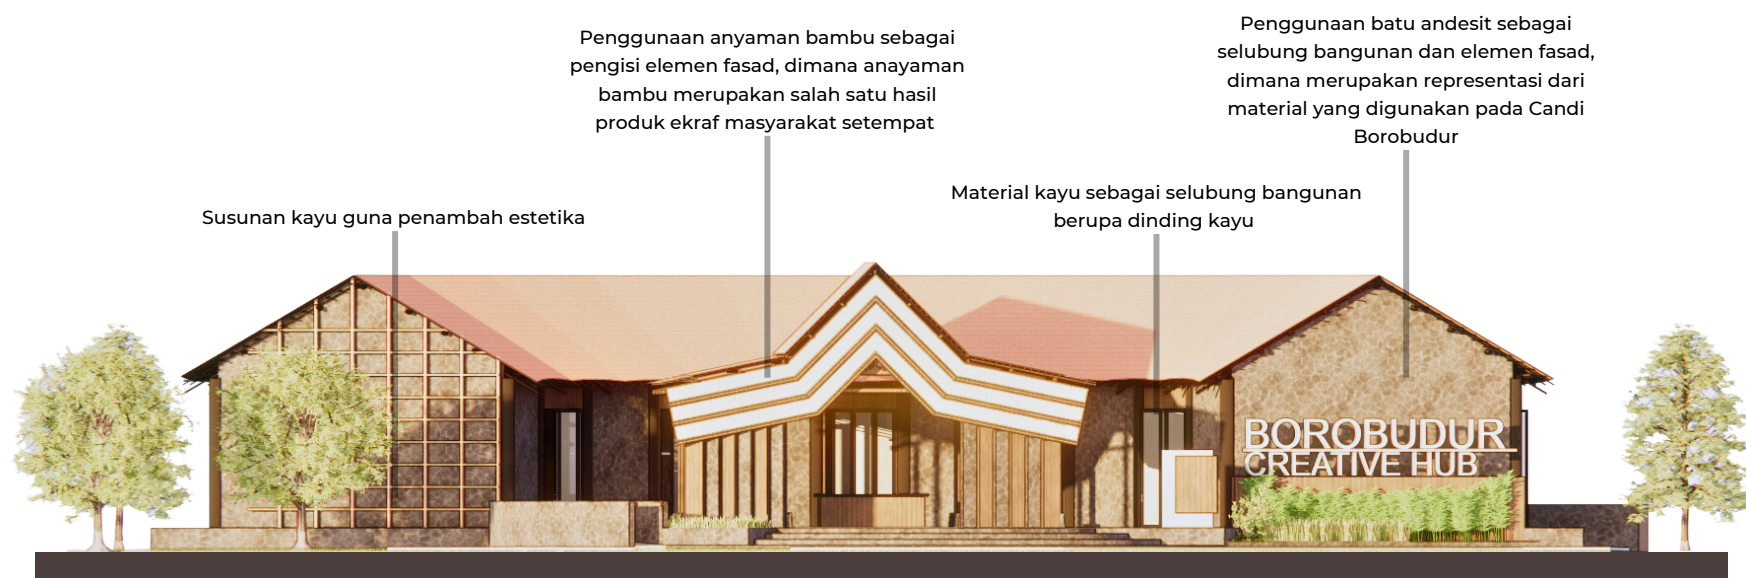 Penggunaan anyaman bambu sebagai
pengisi elemen fasad, dimana anayaman
bambu merupakan salah satu hasil
produk ekraf masyarakat setempat
Penggunaan batu andesit sebagai
selubung bangunan dan elemen fasad,
dimana merupakan representasi dari
material yang digunakan pada Candi
Borobudur
Susunan kayu guna penambah estetika
Material kayu sebagai selubung bangunan
berupa dinding kayu
BOROBUDUR
CREATIVE HUB